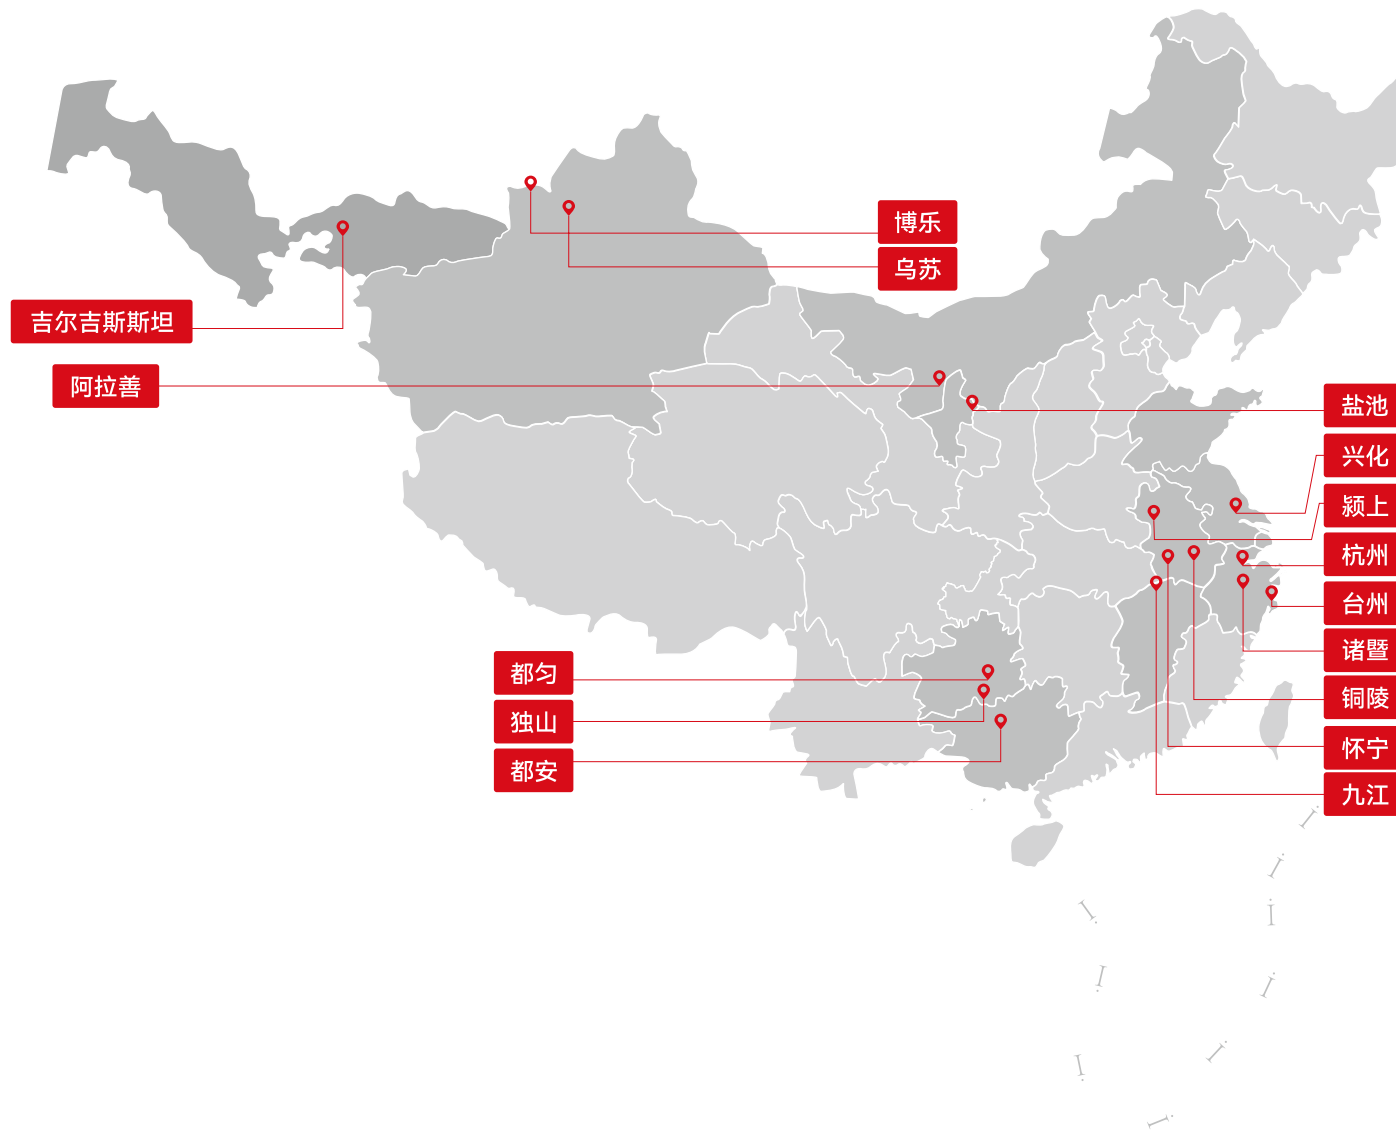 博乐
乌苏
吉尔吉斯斯坦
阿拉善
盐池
兴化
颍上
杭州
台州
诸暨
都匀
铜陵
独山
怀宁
都安
九江